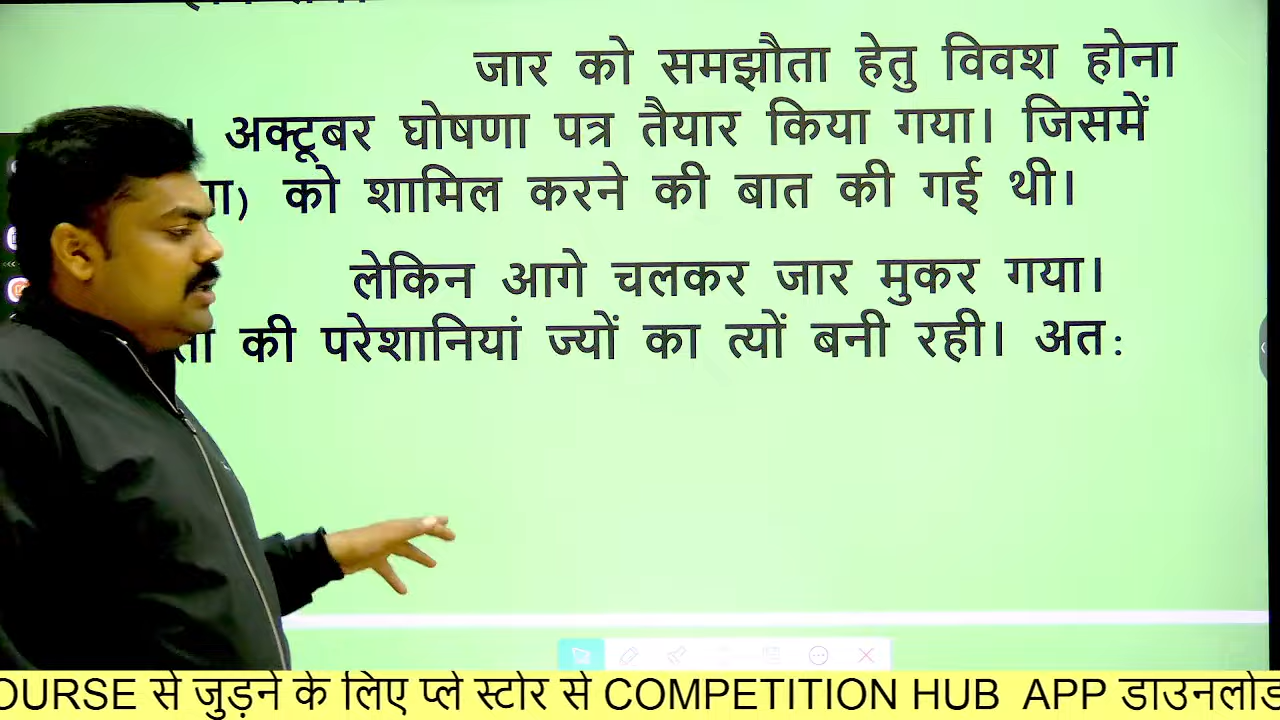 जार को समझौता हेतु विवश होना
। अक्टूबर घोषणा पत्र तैयार किया गया। जिसमें
को शामिल करने की बात की गई थी।
लेकिन आगे चलकर जार मुकर गया।
की परेशानियां ज्यों का त्यों बनी रही। अतः
OURSE से जुड़ने के लिए प्ले स्टोर से COMPETITION HUB APP डाउनलोड